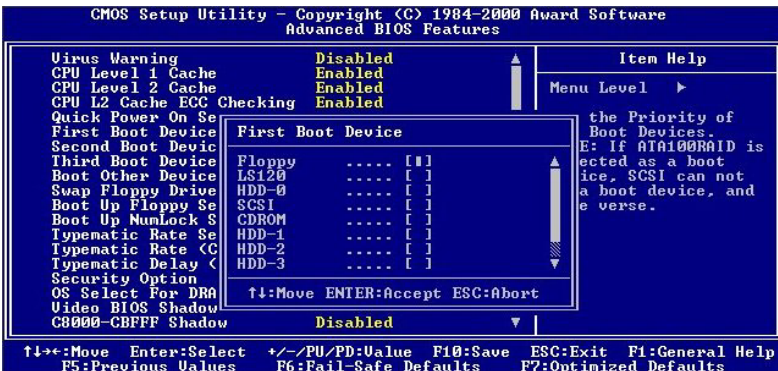 CMOS Setup Utility - Copyright (C) 1984-2000 Award Software
Advanced BIOS Features
Virus Warning Disabled
CPU Level 1 Cache Enabled
CPU Level 2 Cache Enabled
CPU L2 Cache ECC Checking Enabled
Quick Power On Se
First Boot Device
Second Boot Devic
Third Boot Device
Boot Other Device
Swap Floppy Drive
Boot Up Floppy Se
Boot Up NumLock S
Typematic Rate Se
Typematic Rate (C
Typematic Delay (
Security Option
OS Select For DRA
Video BIOS Shadow
C8000-CBFFF Shadow Disabled
First Boot Device
Floppy ..... [▮]
LS120 ..... [ ]
HDD-0 ..... [ ]
SCSI ..... [ ]
CDROM ..... [ ]
HDD-1 ..... [ ]
HDD-2 ..... [ ]
HDD-3 ..... [ ]
↑↓:Move ENTER:Accept ESC:Abort
Item Help
Menu Level ▶
the Priority of
Boot Devices.
E: If ATA100RAID is
ected as a boot
ice, SCSI can not
a boot device, and
e verse.
↑↓→←:Move Enter:Select +/-/PU/PD:Value F10:Save ESC:Exit F1:General Help
F5:Previous Values F6:Fail-Safe Defaults F7:Optimized Defaults